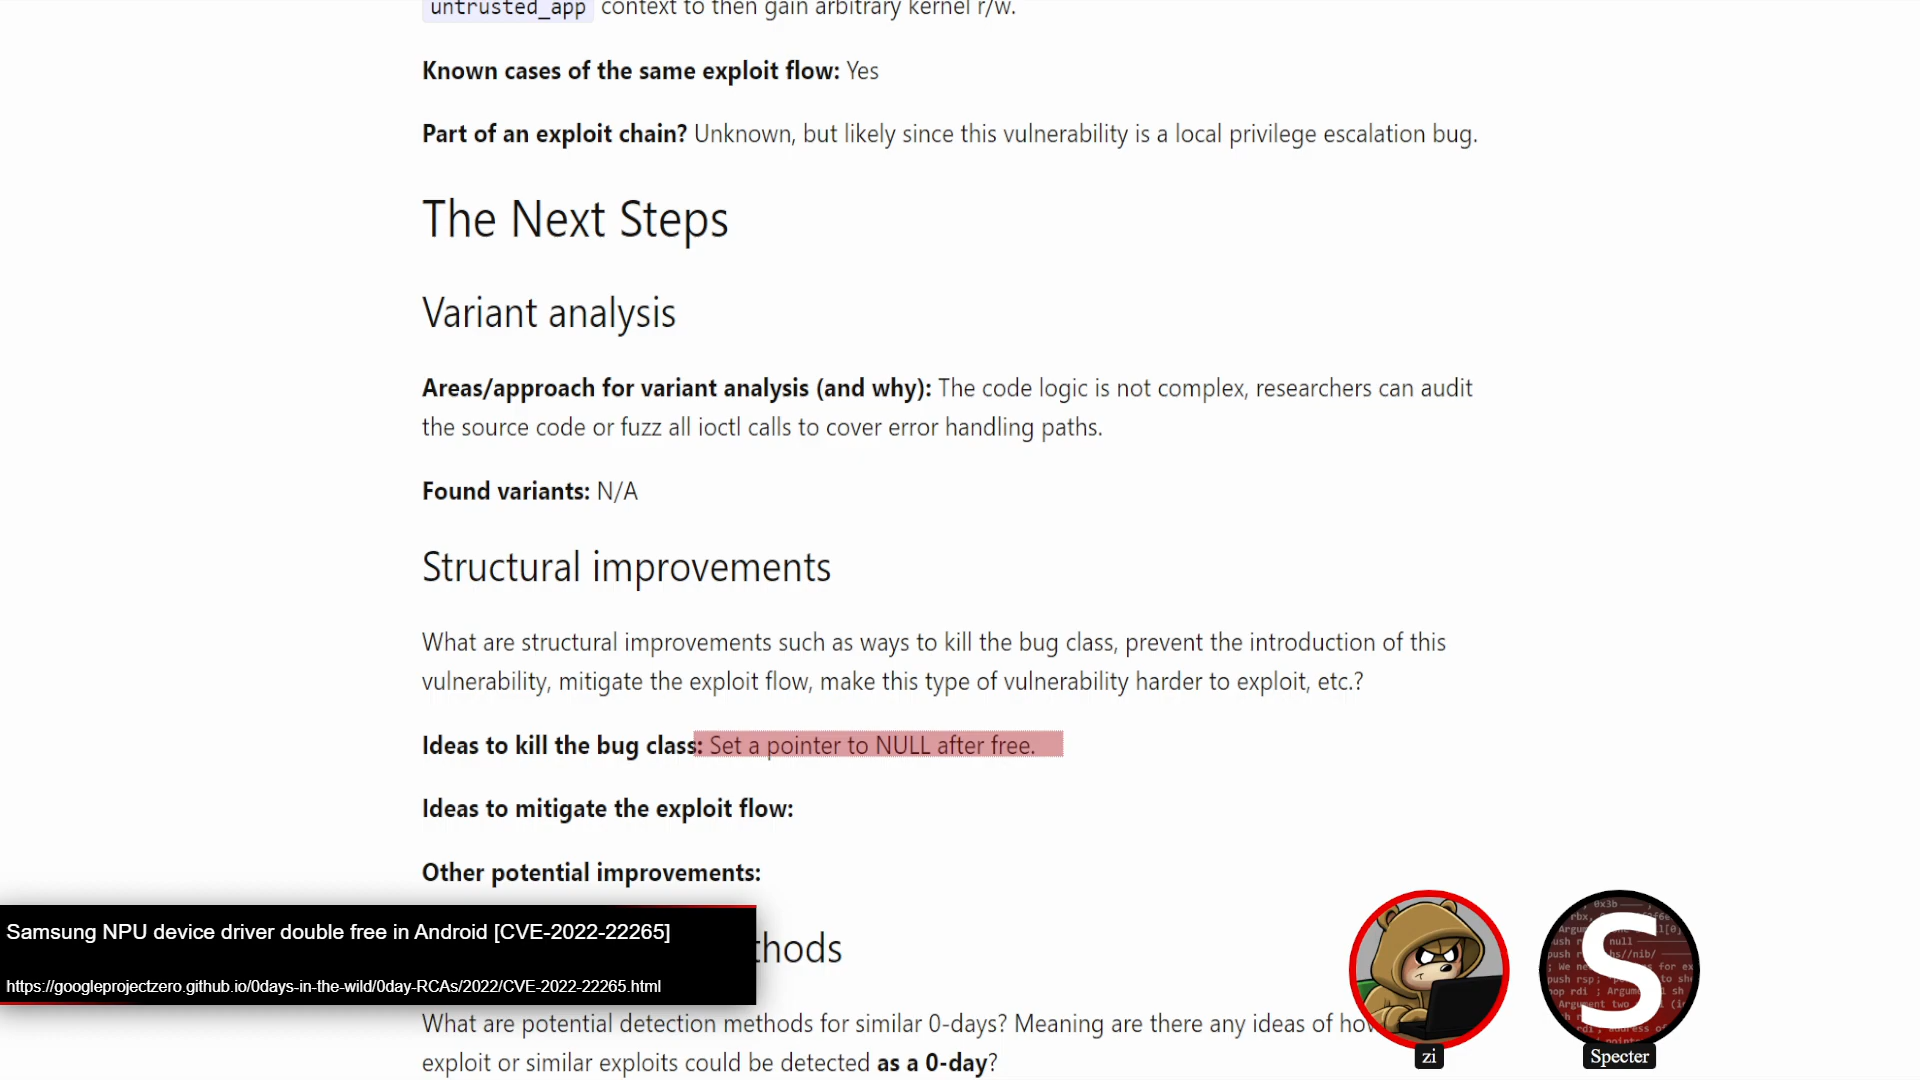 untrusted_app context to then gain arbitrary kernel r/w.
Known cases of the same exploit flow: Yes
Part of an exploit chain? Unknown, but likely since this vulnerability is a local privilege escalation bug.
The Next Steps
Variant analysis
Areas/approach for variant analysis (and why): The code logic is not complex, researchers can audit
the source code or fuzz all ioctl calls to cover error handling paths.
Found variants: N/A
Structural improvements
What are structural improvements such as ways to kill the bug class, prevent the introduction of this
vulnerability, mitigate the exploit flow, make this type of vulnerability harder to exploit, etc.?
Ideas to kill the bug class: Set a pointer to NULL after free.
Ideas to mitigate the exploit flow:
Other potential improvements:
thods
What are potential detection methods for similar 0-days? Meaning are there any ideas of how
exploit or similar exploits could be detected as a 0-day?
Samsung NPU device driver double free in Android [CVE-2022-22265]
https://googleprojectzero.github.io/0days-in-the-wild/0day-RCAs/2022/CVE-2022-22265.html
zi
S
Specter